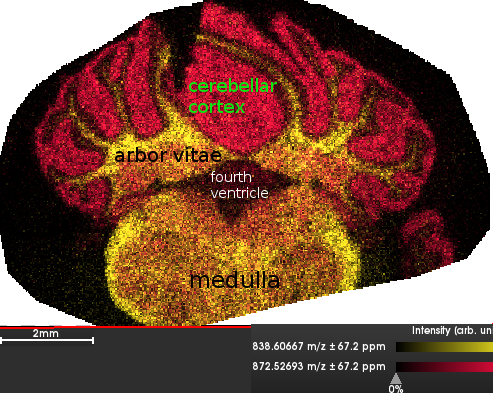 cerebellar
cortex
arbor vitae
fourth
ventricle
medulla
2mm
Intensity (arb. un
838.60667 m/z ± 67.2 ppm
872.52693 m/z ± 67.2 ppm
0%